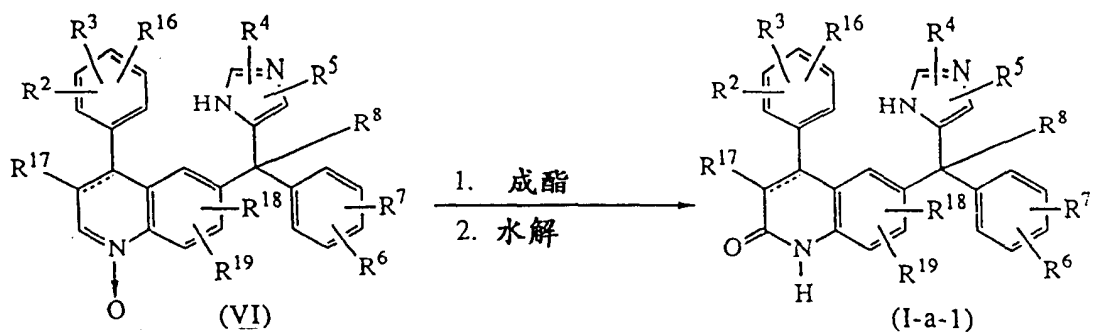 R³ R¹⁶ R⁴ R³ R¹⁶ R⁴
R² HN N R⁵ R² HN N R⁵
R⁸ R⁸
R¹⁷ 1. 成酯 R¹⁷
R¹⁸ R⁷ 2. 水解 R¹⁸ R⁷
N R¹⁹ R⁶ O N R¹⁹ R⁶
O H
(VI) (I-a-1)